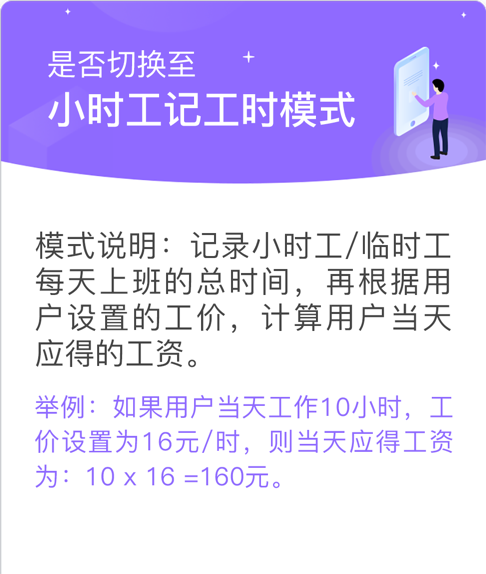 是否切换至
小时工记工时模式
模式说明：记录小时工/临时工
每天上班的总时间，再根据用
户设置的工价，计算用户当天
应得的工资。
举例：如果用户当天工作10小时，工
价设置为16元/时，则当天应得工资
为：10 x 16 =160元。